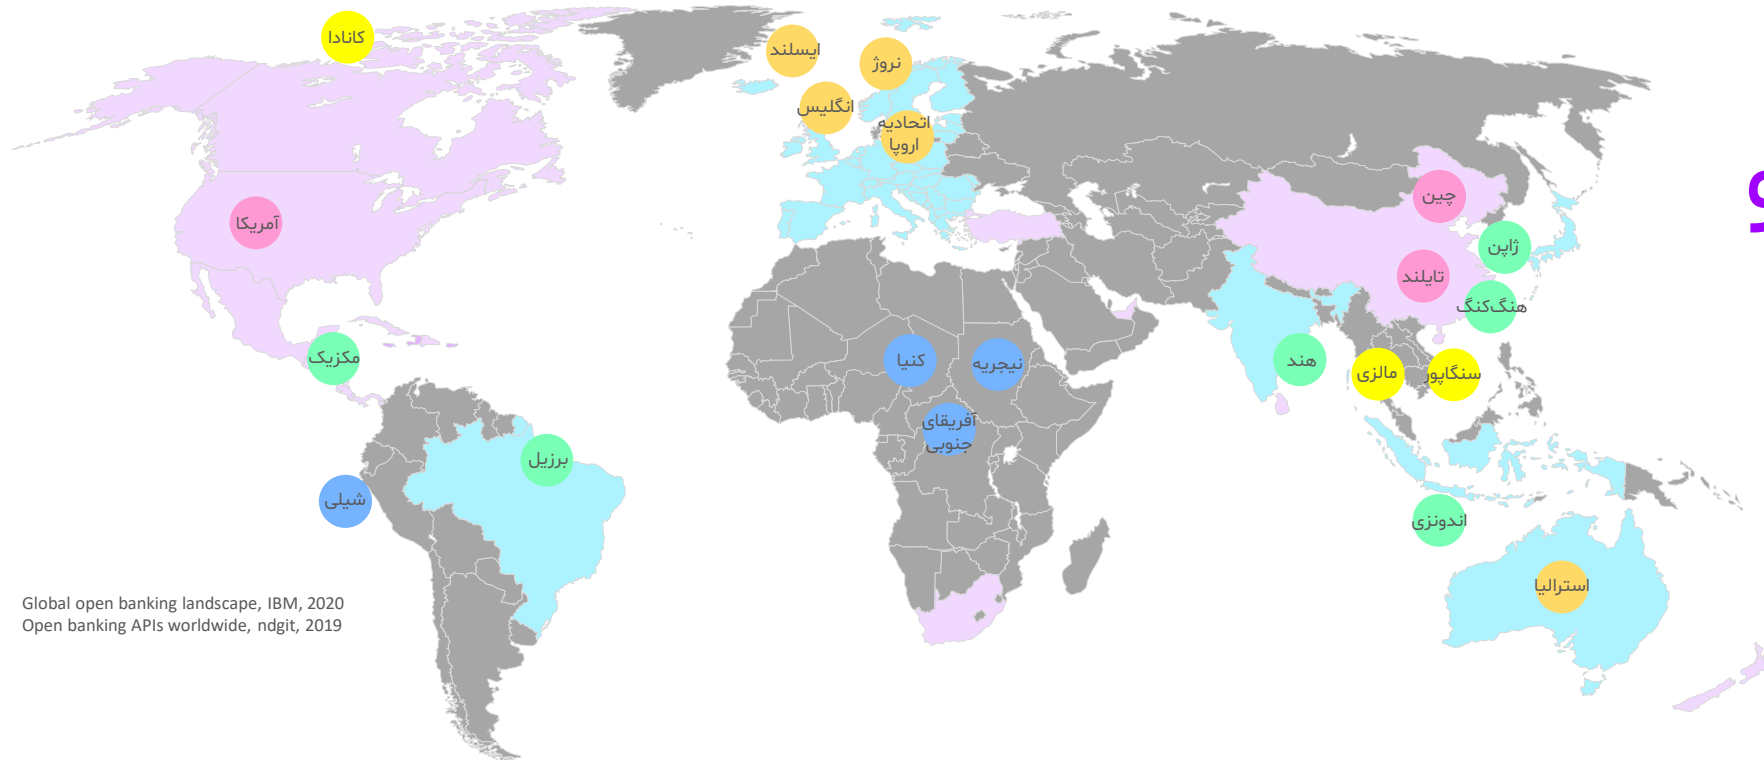 کانادا
ایسلند
نروژ
انگلیس
اتحادیه
اروپا
چین
آمریکا
ژاپن
تایلند
هنگ‌کنگ
مکزیک
کنیا
نیجریه
هند
مالزی
سنگاپور
آفریقای
جنوبی
برزیل
شیلی
اندونزی
استرالیا
Global open banking landscape, IBM, 2020
Open banking APIs worldwide, ndgit, 2019